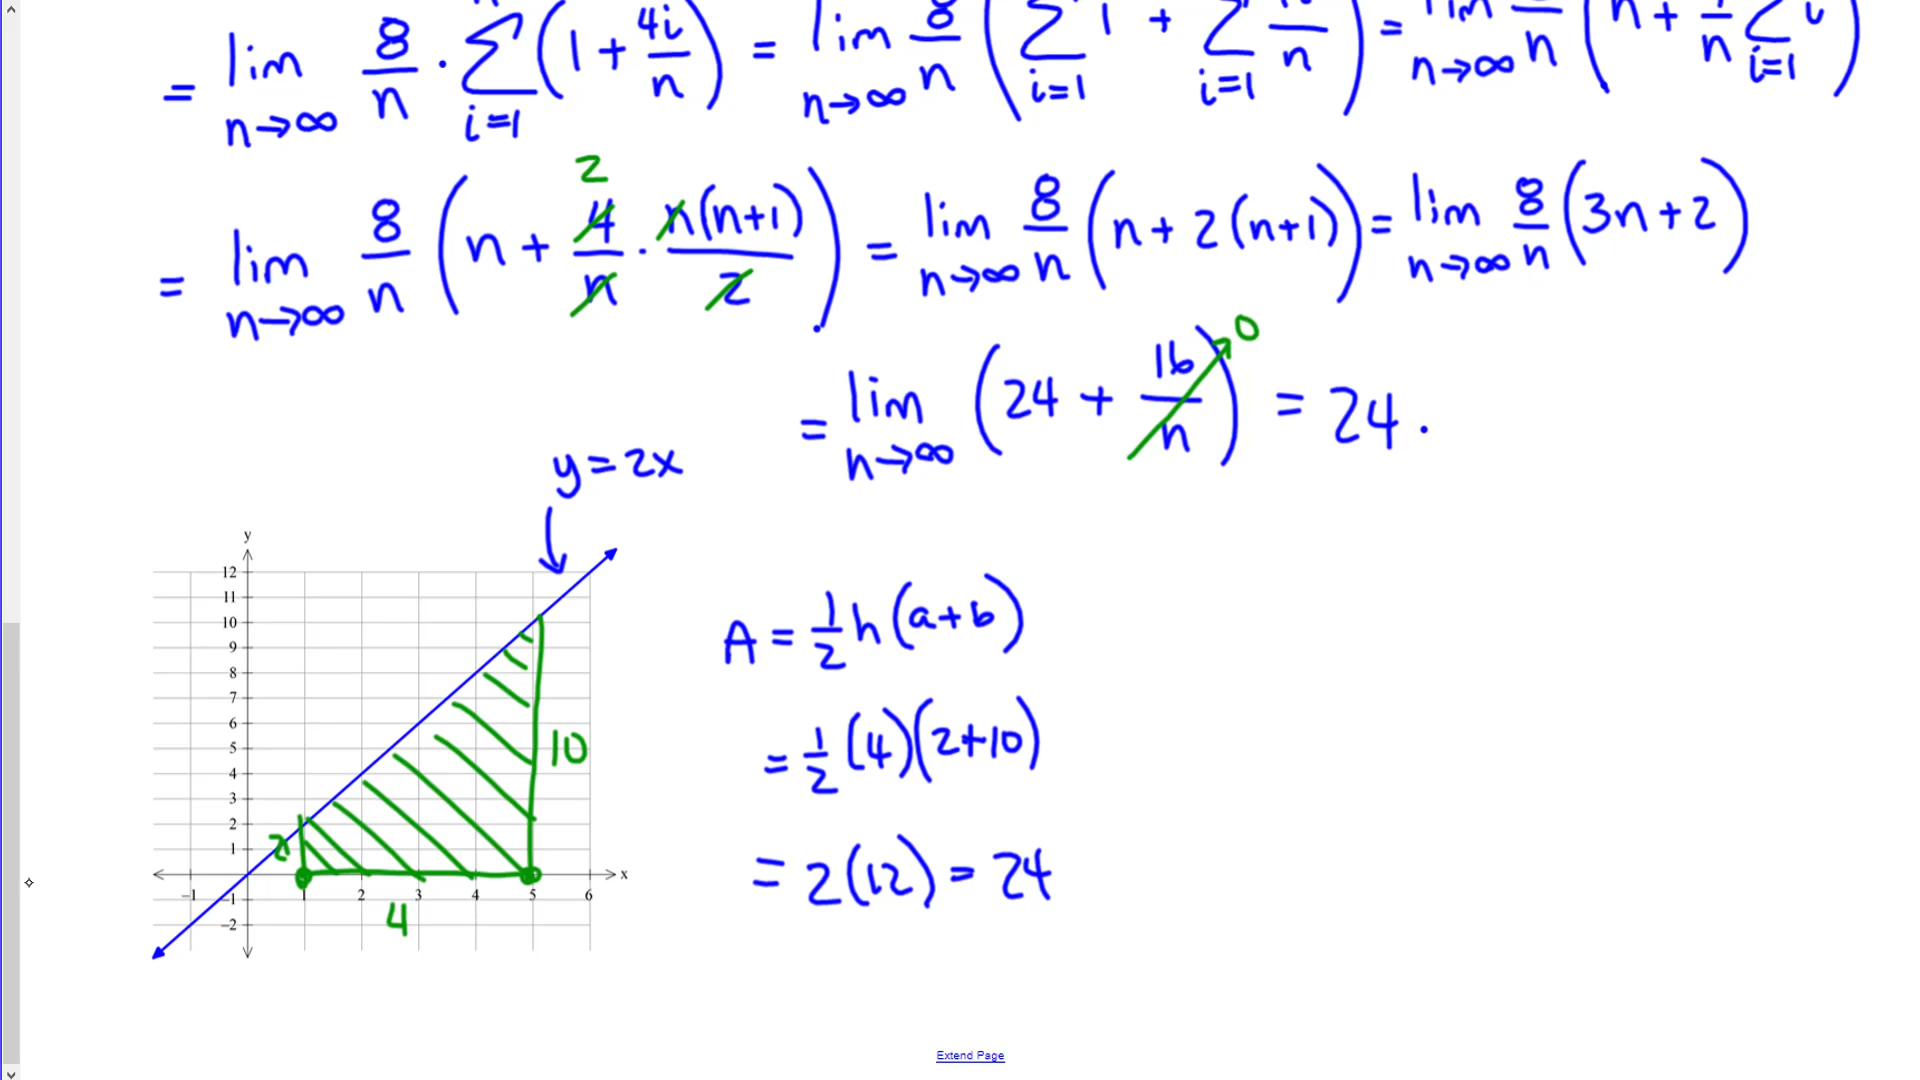 = lim n→∞ 8/n · Σ i=1 (1 + 4i/n) = lim n→∞ 8/n (Σ i=1 1 + Σ i=1 /n) = lim n→∞ /n (n + /n Σ i=1 i)
= lim n→∞ 8/n (n + 4/n · n(n+1)/2) = lim n→∞ 8/n (n + 2(n+1)) = lim n→∞ 8/n (3n + 2)
2
= lim n→∞ (24 + 16/n) = 24.
0
y = 2x
y
12
11
10
9
8
7
6
5
4
3
2
1
-1
-2
-1 1 2 3 4 5 6
x
2
10
4
A = 1/2 h(a+b)
= 1/2 (4)(2+10)
= 2(12) = 24
Extend Page